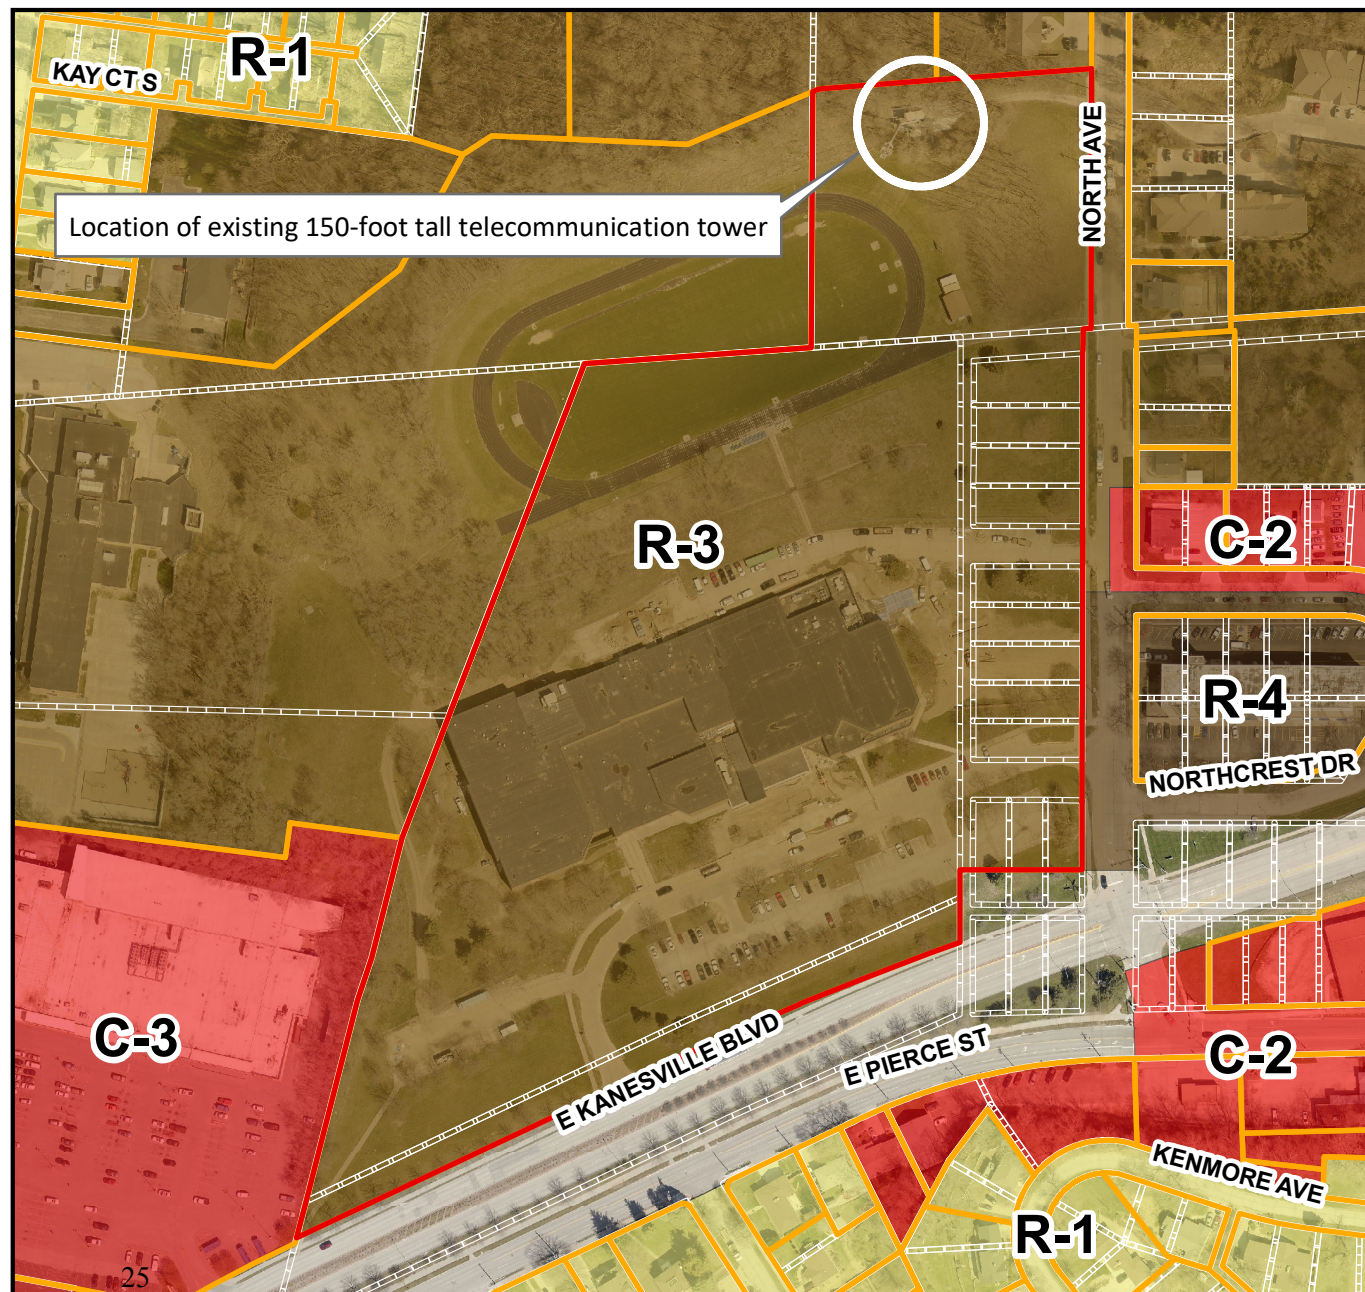 R-1
KAY CT S
NORTH AVE
Location of existing 150-foot tall telecommunication tower
R-3
C-2
R-4
NORTHCREST DR
C-3
E KANESVILLE BLVD
E PIERCE ST
C-2
KENMORE AVE
R-1
25